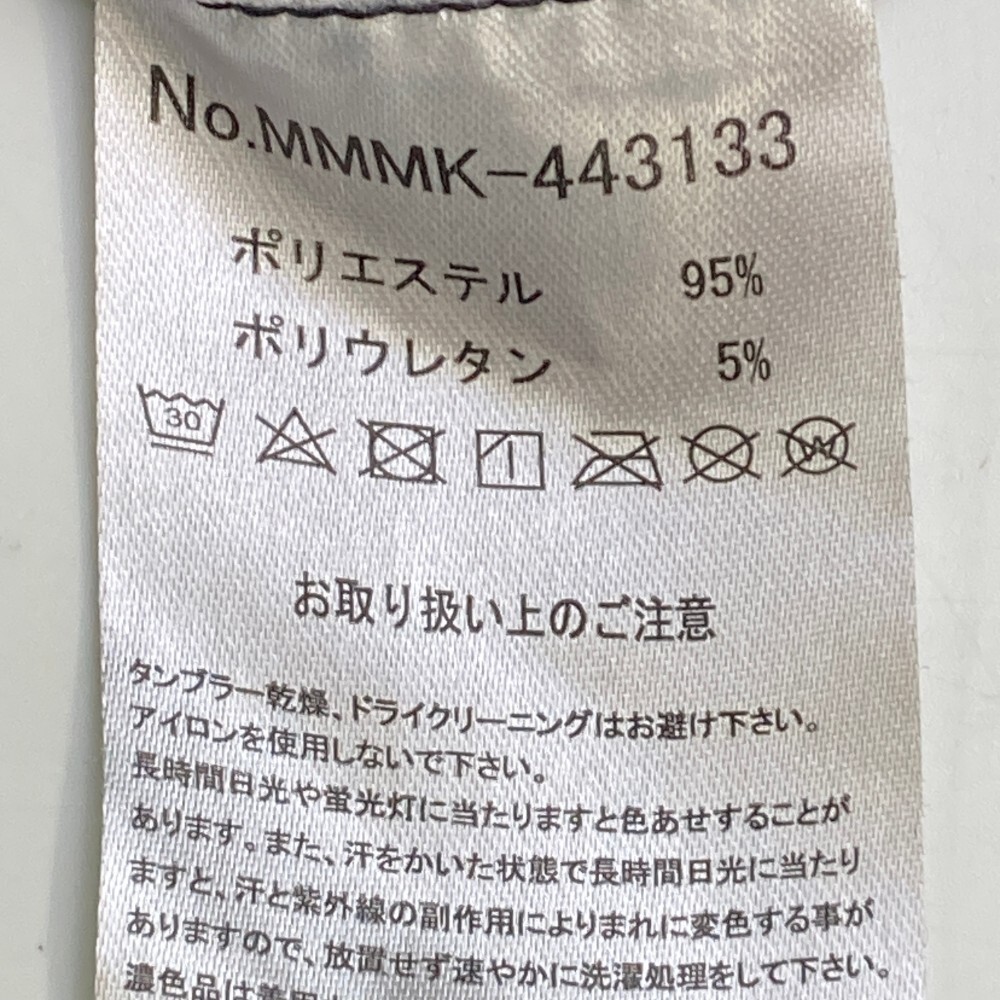 No.MMMK-443133
ポリエステル 95%
ポリウレタン 5%
30 W
お取り扱い上のご注意
タンブラー乾燥、ドライクリーニングはお避け下さい。
アイロンを使用しないで下さい。
長時間日光や蛍光灯に当たりますと色あせすることが
あります。また、汗をかいた状態で長時間日光に当たり
ますと、汗と紫外線の副作用によりまれに変色する事が
ありますので、放置せず速やかに洗濯処理をして下さい。
濃色品は着用